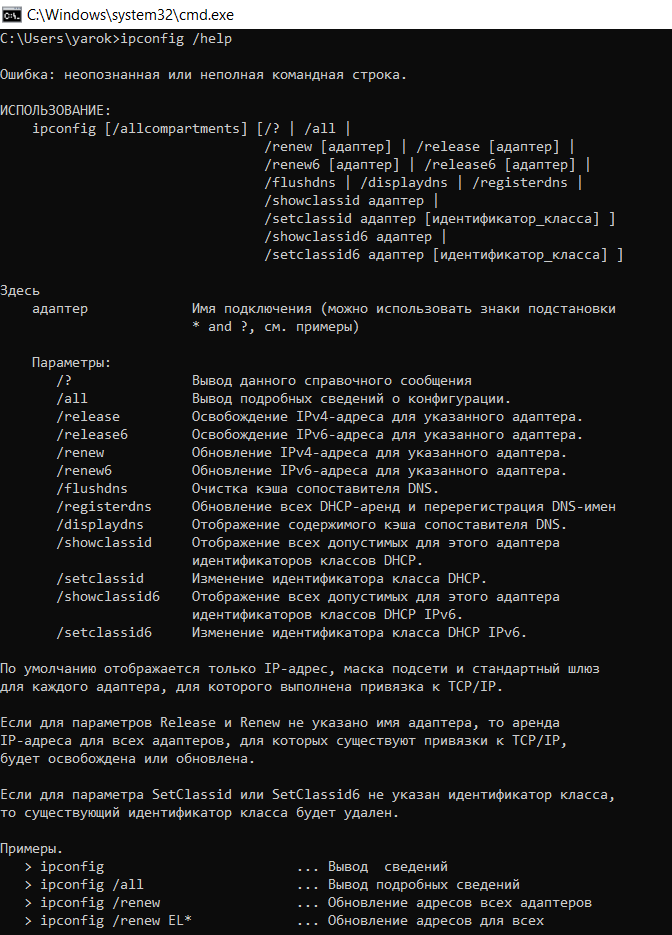 C:\Windows\system32\cmd.exe
C:\Users\yarok>ipconfig /help
Ошибка: неопознанная или неполная командная строка.
ИСПОЛЬЗОВАНИЕ:
ipconfig [/allcompartments] [/? | /all |
/renew [адаптер] | /release [адаптер] |
/renew6 [адаптер] | /release6 [адаптер] |
/flushdns | /displaydns | /registerdns |
/showclassid адаптер |
/setclassid адаптер [идентификатор_класса] ]
/showclassid6 адаптер |
/setclassid6 адаптер [идентификатор_класса] ]
Здесь
адаптер Имя подключения (можно использовать знаки подстановки
* and ?, см. примеры)
Параметры:
/? Вывод данного справочного сообщения
/all Вывод подробных сведений о конфигурации.
/release Освобождение IPv4-адреса для указанного адаптера.
/release6 Освобождение IPv6-адреса для указанного адаптера.
/renew Обновление IPv4-адреса для указанного адаптера.
/renew6 Обновление IPv6-адреса для указанного адаптера.
/flushdns Очистка кэша сопоставителя DNS.
/registerdns Обновление всех DHCP-аренд и перерегистрация DNS-имен
/displaydns Отображение содержимого кэша сопоставителя DNS.
/showclassid Отображение всех допустимых для этого адаптера
идентификаторов классов DHCP.
/setclassid Изменение идентификатора класса DHCP.
/showclassid6 Отображение всех допустимых для этого адаптера
идентификаторов классов DHCP IPv6.
/setclassid6 Изменение идентификатора класса DHCP IPv6.
По умолчанию отображается только IP-адрес, маска подсети и стандартный шлюз
для каждого адаптера, для которого выполнена привязка к TCP/IP.
Если для параметров Release и Renew не указано имя адаптера, то аренда
IP-адреса для всех адаптеров, для которых существуют привязки к TCP/IP,
будет освобождена или обновлена.
Если для параметра SetClassid или SetClassid6 не указан идентификатор класса,
то существующий идентификатор класса будет удален.
Примеры.
> ipconfig ... Вывод  сведений
> ipconfig /all ... Вывод подробных сведений
> ipconfig /renew ... Обновление адресов всех адаптеров
> ipconfig /renew EL* ... Обновление адресов для всех